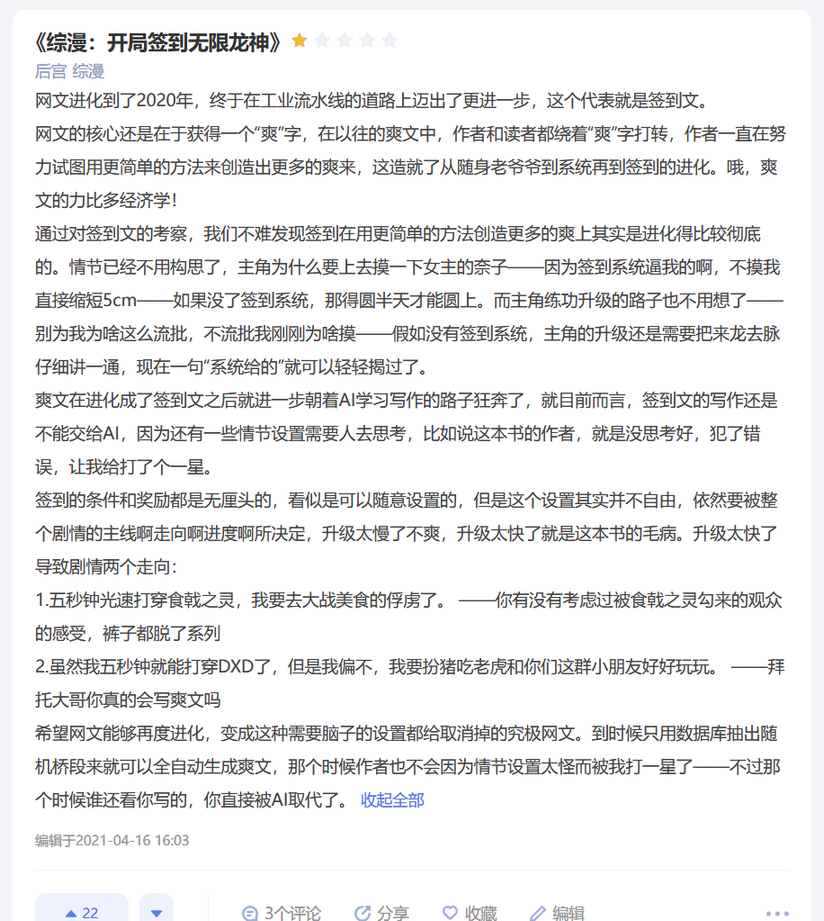 《综漫：开局签到无限龙神》
后宫 综漫
网文进化到了2020年，终于在工业流水线的道路上迈出了更进一步，这个代表就是签到文。
网文的核心还是在于获得一个“爽”字，在以往的爽文中，作者和读者都绕着“爽”字打转，作者一直在努
力试图用更简单的方法来创造出更多的爽来，这造就了从随身老爷爷到系统再到签到的进化。哦，爽
文的力比多经济学！
通过对签到文的考察，我们不难发现签到在用更简单的方法创造更多的爽上其实是进化得比较彻底
的。情节已经不用构思了，主角为什么要上去摸一下女主的奈子——因为签到系统逼我的啊，不摸我
直接缩短5cm——如果没了签到系统，那得圆半天才能圆上。而主角练功升级的路子也不用想了——
别为我为啥这么流批，不流批我刚刚为啥摸——假如没有签到系统，主角的升级还是需要把来龙去脉
仔细讲一通，现在一句“系统给的”就可以轻轻揭过了。
爽文在进化成了签到文之后就进一步朝着AI学习写作的路子狂奔了，就目前而言，签到文的写作还是
不能交给AI，因为还有一些情节设置需要人去思考，比如说这本书的作者，就是没思考好，犯了错
误，让我给打了个一星。
签到的条件和奖励都是无厘头的，看似是可以随意设置的，但是这个设置其实并不自由，依然要被整
个剧情的主线啊走向啊进度啊所决定，升级太慢了不爽，升级太快了就是这本书的毛病。升级太快了
导致剧情两个走向：
1.五秒钟光速打穿食戟之灵，我要去大战美食的俘虏了。 ——你有没有考虑过被食戟之灵勾来的观众
的感受，裤子都脱了系列
2.虽然我五秒钟就能打穿DXD了，但是我偏不，我要扮猪吃老虎和你们这群小朋友好好玩玩。 ——拜
托大哥你真的会写爽文吗
希望网文能够再度进化，变成这种需要脑子的设置都给取消掉的究极网文。到时候只用数据库抽出随
机桥段来就可以全自动生成爽文，那个时候作者也不会因为情节设置太怪而被我打一星了——不过那
个时候谁还看你写的，你直接被AI取代了。 收起全部
编辑于2021-04-16 16:03
22 3个评论 分享 收藏 编辑